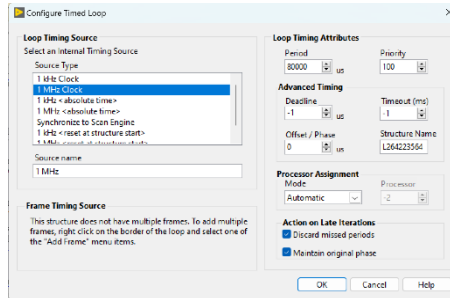 Configure Timed Loop
Loop Timing Source
Select an Internal Timing Source
Source Type
1 kHz Clock
1 MHz Clock
1 kHz <absolute time>
1 MHz <absolute time>
Synchronize to Scan Engine
1 kHz <reset at structure start>
1 MHz <reset at structure start>
Source name
1 MHz
Frame Timing Source
This structure does not have multiple frames. To add multiple
frames, right click on the border of the loop and select one of
the "Add Frame" menu items.
Loop Timing Attributes
Period
80000 us
Priority
100
Advanced Timing
Deadline
-1 us
Timeout (ms)
-1
Offset / Phase
0 us
Structure Name
L264223564
Processor Assignment
Mode
Automatic
Processor
-2
Action on Late Iterations
Discard missed periods
Maintain original phase
OK Cancel Help